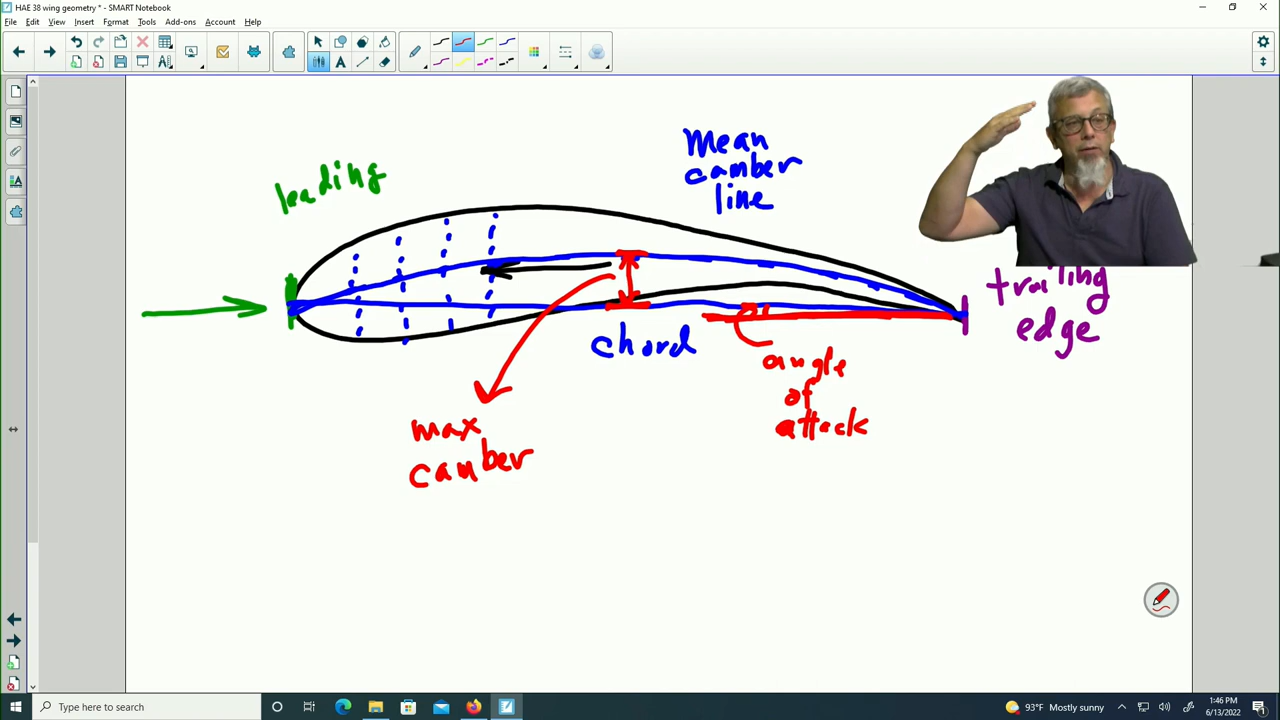 HAE 38 wing geometry * - SMART Notebook
File Edit View Insert Format Tools Add-ons Account Help
mean
camber
line
leading
trailing
edge
chord
angle
of
attack
max
camber
Type here to search
93°F Mostly sunny
1:46 PM
6/13/2022